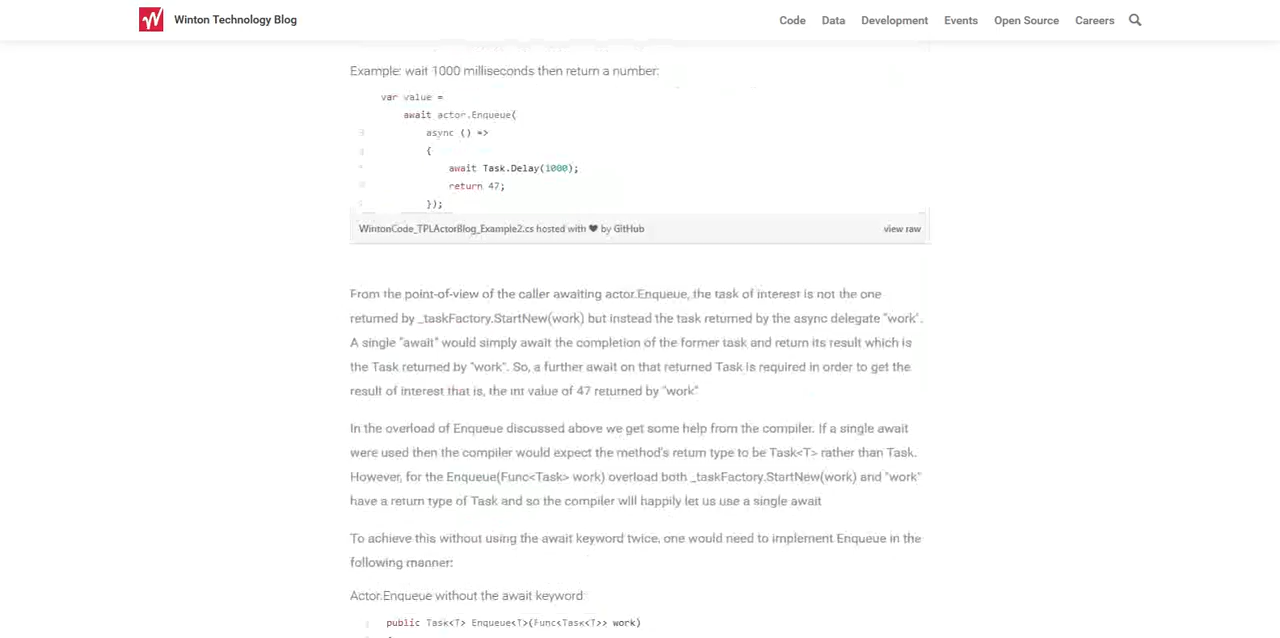 Winton Technology Blog
Code Data Development Events Open Source Careers
Example: wait 1000 milliseconds then return a number:
var value =
await actor.Enqueue(
async () =>
{
await Task.Delay(1000);
return 47;
});
WintonCode_TPLActorBlog_Example2.cs hosted with ❤ by GitHub view raw
From the point-of-view of the caller awaiting actor.Enqueue, the task of interest is not the one
returned by _taskFactory.StartNew(work) but instead the task returned by the async delegate "work".
A single "await" would simply await the completion of the former task and return its result which is
the Task returned by "work". So, a further await on that returned Task is required in order to get the
result of interest that is, the int value of 47 returned by "work"
In the overload of Enqueue discussed above we get some help from the compiler. If a single await
were used then the compiler would expect the method's return type to be Task<T> rather than Task.
However, for the Enqueue(Func<Task> work) overload both _taskFactory.StartNew(work) and "work"
have a return type of Task and so the compiler will happily let us use a single await
To achieve this without using the await keyword twice, one would need to implement Enqueue in the
following manner:
Actor.Enqueue without the await keyword:
public Task<T> Enqueue<T>(Func<Task<T>> work)